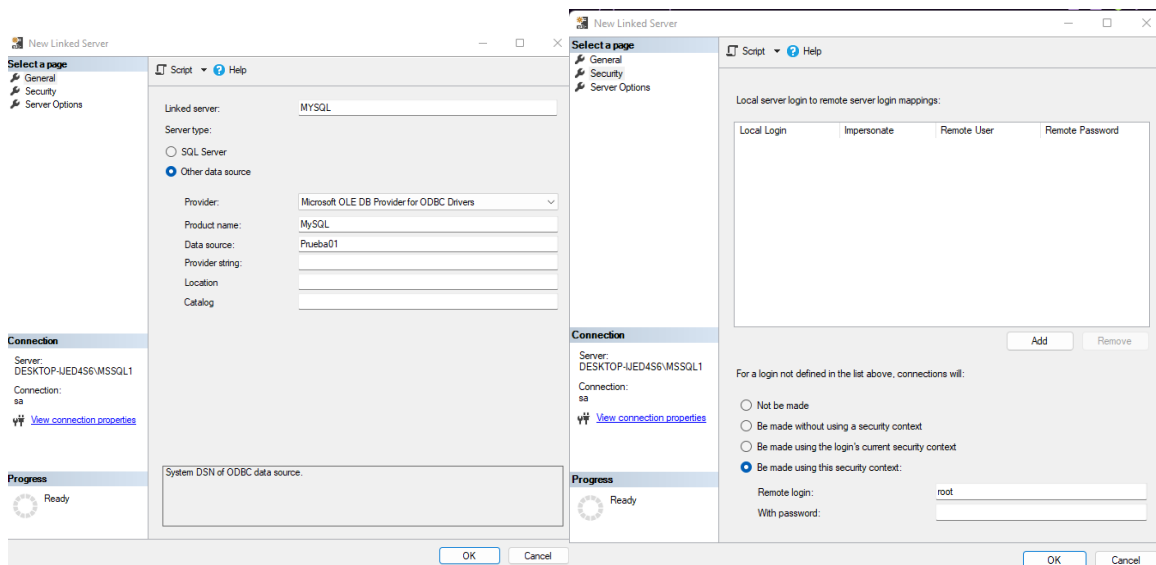 New Linked Server
Select a page
General
Security
Server Options
Script
Help
Linked server:
MYSQL
Server type:
SQL Server
Other data source
Provider:
Microsoft OLE DB Provider for ODBC Drivers
Product name:
MySQL
Data source:
Prueba01
Provider string:
Location
Catalog
Connection
Server:
DESKTOP-IJED4S6\MSSQL1
Connection:
sa
View connection properties
Progress
Ready
System DSN of ODBC data source.
OK
Cancel
New Linked Server
Select a page
General
Security
Server Options
Script
Help
Local server login to remote server login mappings:
Local Login
Impersonate
Remote User
Remote Password
Add
Remove
Connection
Server:
DESKTOP-IJED4S6\MSSQL1
Connection:
sa
View connection properties
For a login not defined in the list above, connections will:
Not be made
Be made without using a security context
Be made using the login's current security context
Be made using this security context:
Progress
Ready
Remote login:
root
With password:
OK
Cancel